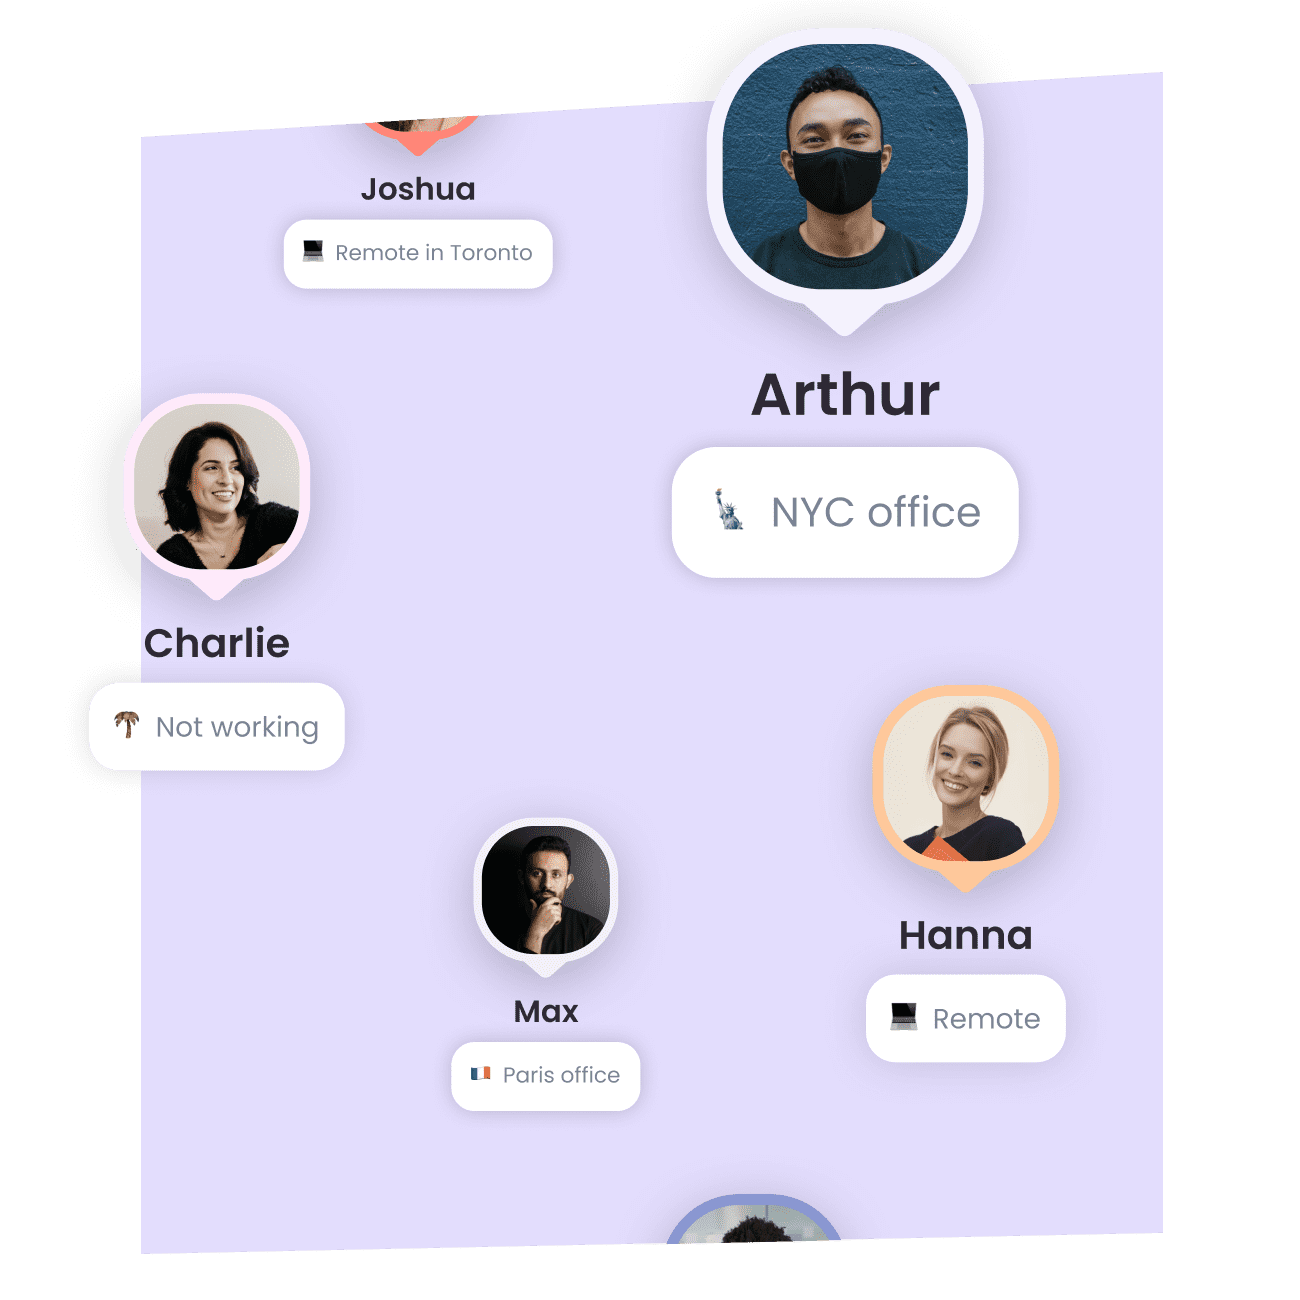 Joshua
Remote in Toronto
Arthur
NYC office
Charlie
Not working
Hanna
Remote
Max
Paris office